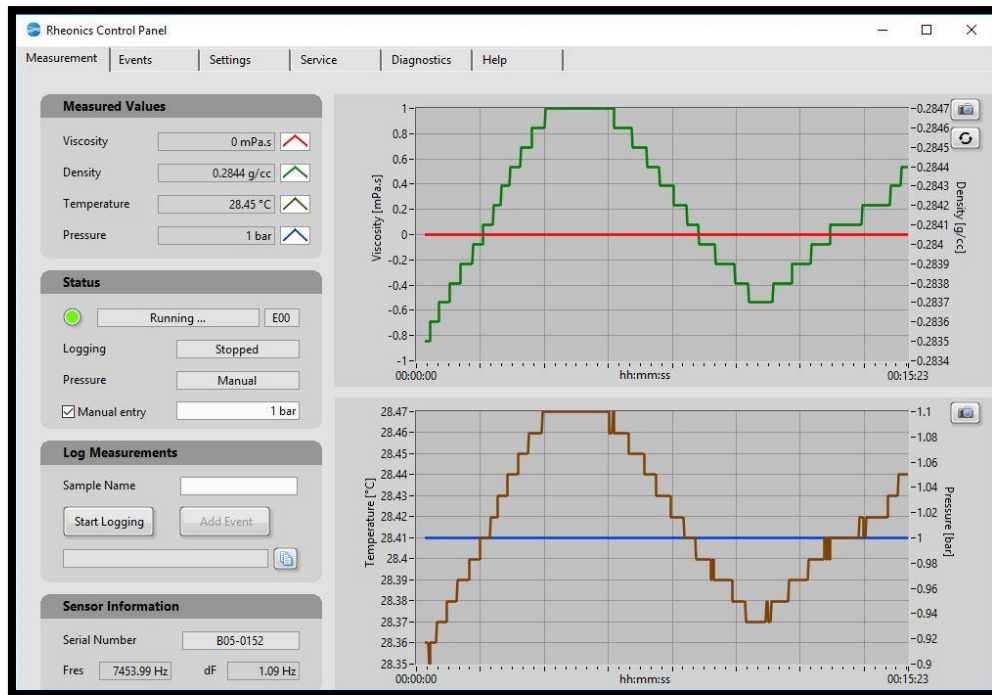 Rheonics Control Panel
Measurement Events Settings Service Diagnostics Help
Measured Values
Viscosity 0 mPa.s
Density 0.2844 g/cc
Temperature 28.45 °C
Pressure 1 bar
Status
Running ... E00
Logging Stopped
Pressure Manual
Manual entry 1 bar
Log Measurements
Sample Name
Start Logging Add Event
Sensor Information
Serial Number B05-0152
Fres 7453.99 Hz dF 1.09 Hz
Viscosity [mPa.s]
1
0.8
0.6
0.4
0.2
0
-0.2
-0.4
-0.6
-0.8
-1
0.2847
0.2846
0.2845
0.2844
0.2843
0.2842
0.2841
0.284
0.2839
0.2838
0.2837
0.2836
0.2835
0.2834
Density [g/cc]
00:00:00 hh:mm:ss 00:15:23
Temperature [°C]
28.47
28.46
28.45
28.44
28.43
28.42
28.41
28.4
28.39
28.38
28.37
28.36
28.35
1.1
1.08
1.06
1.04
1.02
1
0.98
0.96
0.94
0.92
0.9
Pressure [bar]
00:00:00 hh:mm:ss 00:15:23